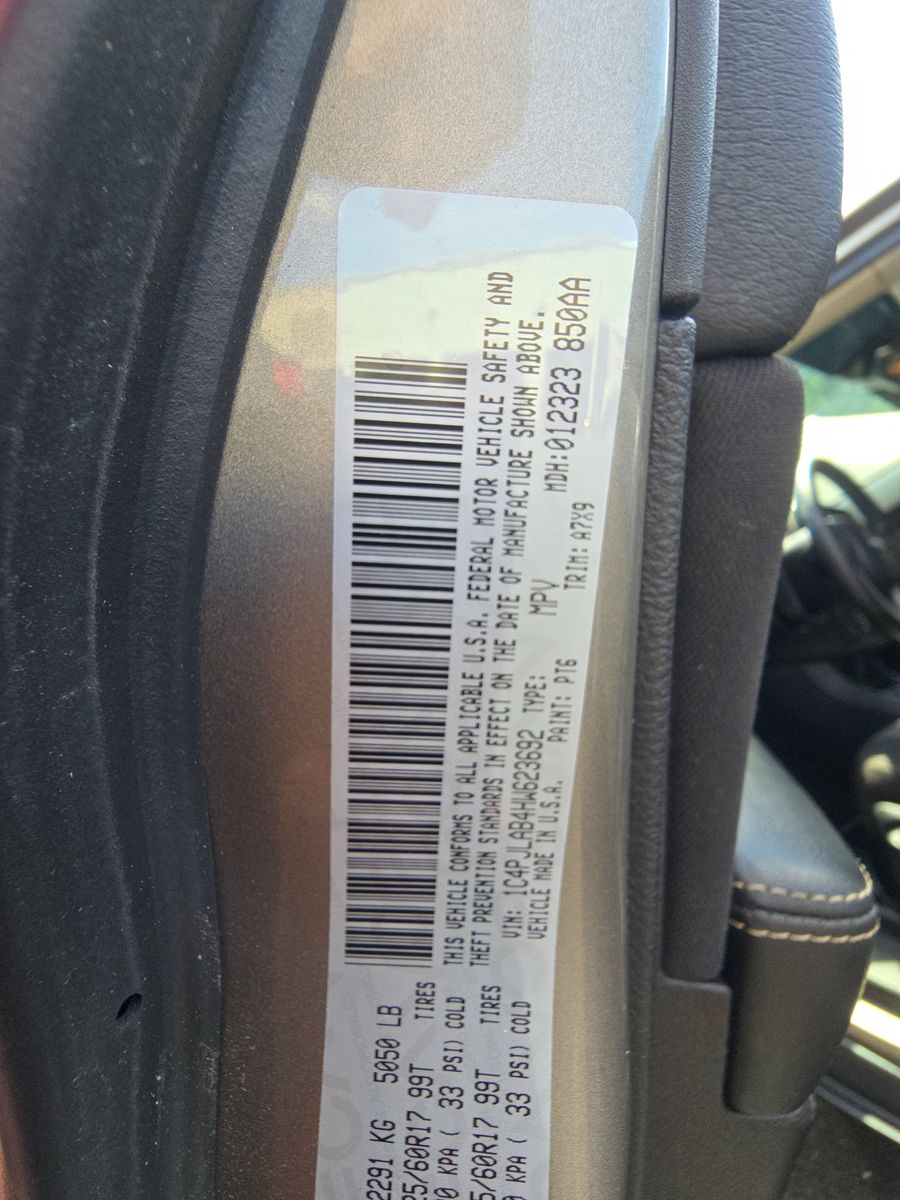 2291 KG 5050 LB
25/60R17 99T TIRES
0 KPA ( 33 PSI) COLD
5/60R17 99T TIRES
KPA ( 33 PSI) COLD
THIS VEHICLE CONFORMS TO ALL APPLICABLE U.S.A. FEDERAL MOTOR VEHICLE SAFETY AND
THEFT PREVENTION STANDARDS IN EFFECT ON THE DATE OF MANUFACTURE SHOWN ABOVE.
VIN: 1C4PJLAB4HW623692 TYPE: MPV MDH:012323 850AA
VEHICLE MADE IN U.S.A. PAINT: PT6 TRIM: A7X9